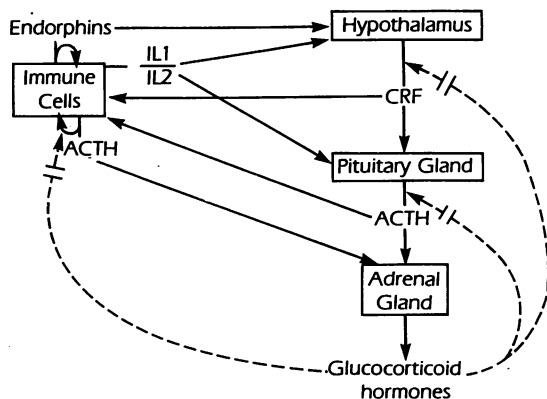 Endorphins
Hypothalamus
IL1
IL2
Immune
Cells
CRF
ACTH
Pituitary Gland
ACTH
Adrenal
Gland
Glucocorticoid
hormones